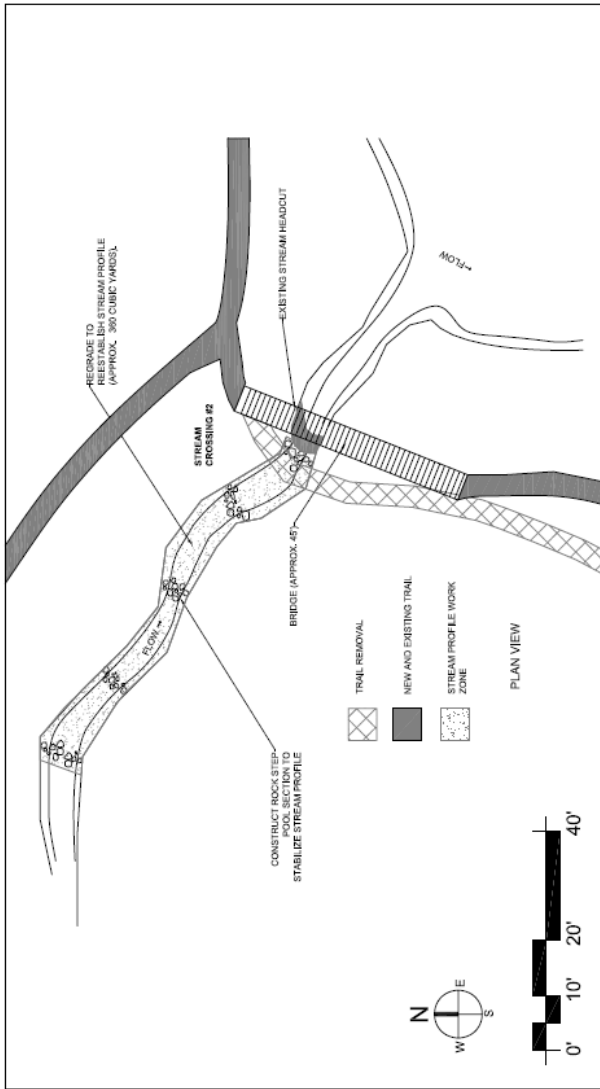 REGRADE TO
REESTABLISH STREAM PROFILE
(APPROX. 360 CUBIC YARDS).
STREAM
CROSSING #2
EXISTING STREAM HEADCUT
←FLOW
FLOW →
BRIDGE (APPROX. 45')
CONSTRUCT ROCK STEP
POOL SECTION TO
STABILIZE STREAM PROFILE
TRAIL REMOVAL
NEW AND EXISTING TRAIL
STREAM PROFILE WORK
ZONE
PLAN VIEW
N
W
E
S
0'
10'
20'
40'